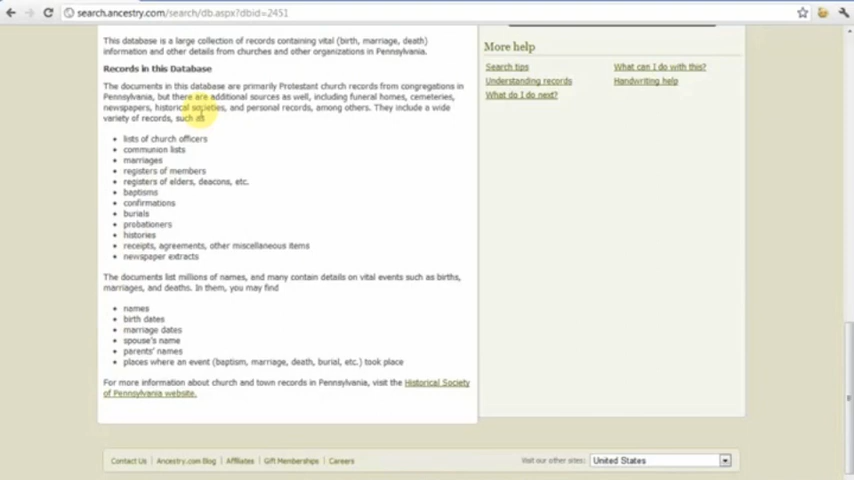 search.ancestry.com/search/db.aspx?dbid=2451
This database is a large collection of records containing vital (birth, marriage, death)
information and other details from churches and other organizations in Pennsylvania.
Records in this Database
The documents in this database are primarily Protestant church records from congregations in
Pennsylvania, but there are additional sources as well, including funeral homes, cemeteries,
newspapers, historical societies, and personal records, among others. They include a wide
variety of records, such as
• lists of church officers
• communion lists
• marriages
• registers of members
• registers of elders, deacons, etc.
• baptisms
• confirmations
• burials
• probationers
• histories
• receipts, agreements, other miscellaneous items
• newspaper extracts
The documents list millions of names, and many contain details on vital events such as births,
marriages, and deaths. In them, you may find
• names
• birth dates
• marriage dates
• spouse's name
• parents' names
• places where an event (baptism, marriage, death, burial, etc.) took place
For more information about church and town records in Pennsylvania, visit the Historical Society
of Pennsylvania website.
More help
Search tips What can I do with this?
Understanding records Handwriting help
What do I do next?
Contact Us | Ancestry.com Blog | Affiliates | Gift Memberships | Careers
Visit our other sites: United States